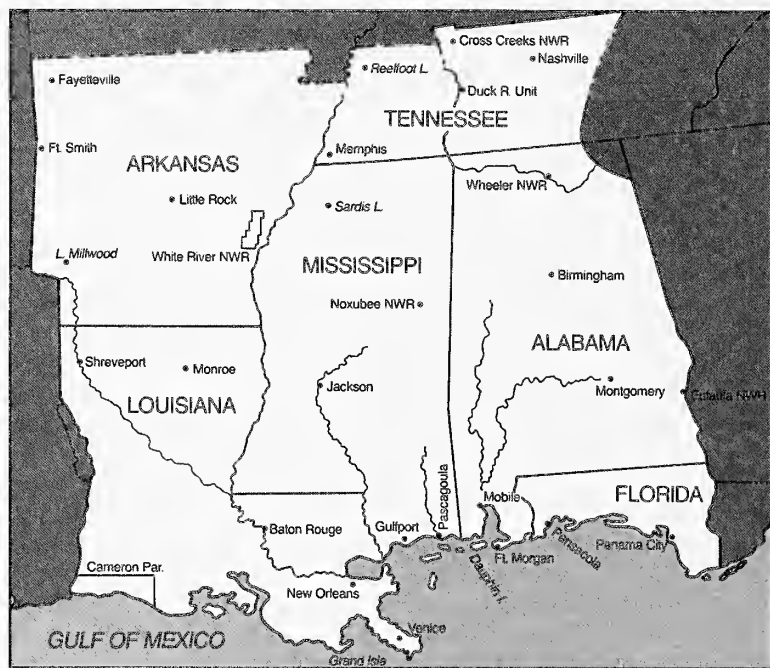 Cross Creeks NWR
Nashville
Reelfoot L.
Fayetteville
Duck R. Unit
TENNESSEE
Ft. Smith
ARKANSAS
Memphis
Wheeler NWR
Little Rock
Sardis L.
L. Millwood
White River NWR
MISSISSIPPI
Birmingham
Noxubee NWR
ALABAMA
Shreveport
Monroe
Jackson
Montgomery
Eufaula NWR
LOUISIANA
Pascagoula
Mobile
FLORIDA
Baton Rouge
Gulfport
Pensacola
Panama City
Ft. Morgan
Dauphin I.
Cameron Par.
New Orleans
Venice
GULF OF MEXICO
Grand Isle